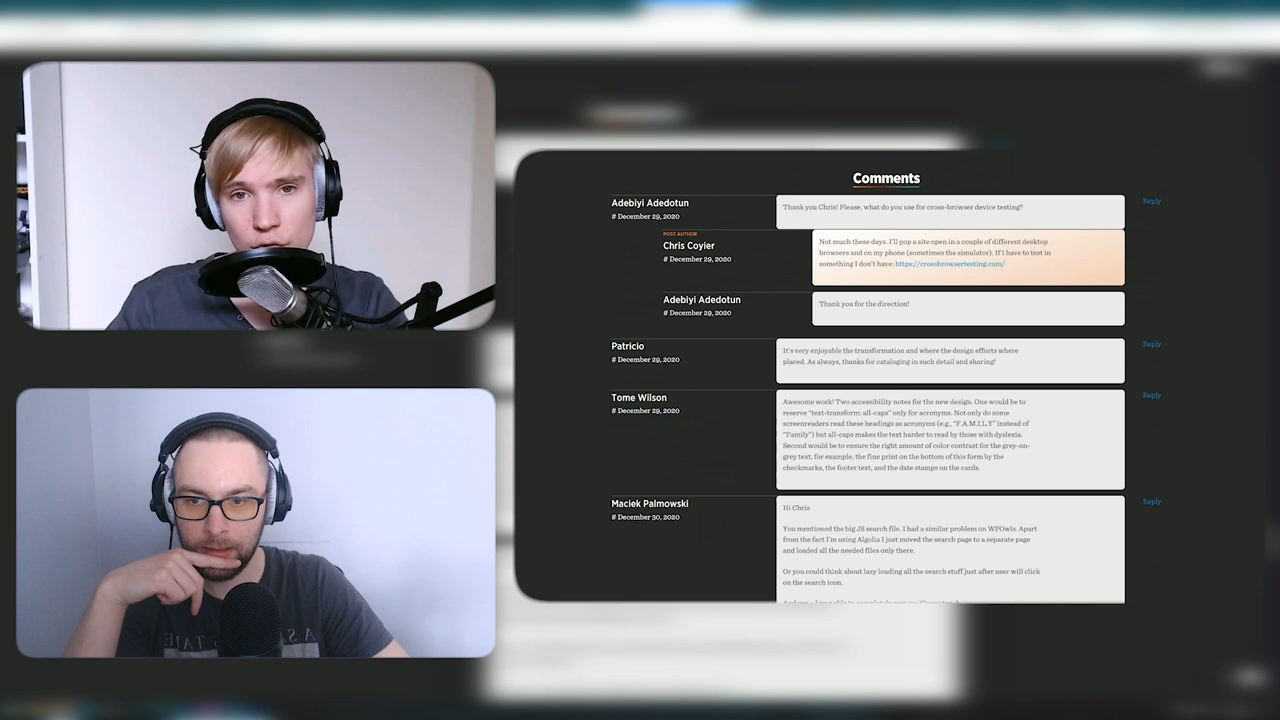 Comments
Adebiyi Adedotun
# December 29, 2020
Thank you Chris! Please, what do you use for cross-browser device testing?
Reply
POST AUTHOR
Chris Coyier
# December 29, 2020
Not much these days. I'll pop a site open in a couple of different desktop
browsers and on my phone (sometimes the simulator). If I have to test in
something I don't have: https://crossbrowsertesting.com/
Adebiyi Adedotun
# December 29, 2020
Thank you for the direction!
Patricio
# December 29, 2020
It's very enjoyable the transformation and where the design efforts where
placed. As always, thanks for cataloging in such detail and sharing!
Reply
Tome Wilson
# December 29, 2020
Awesome work! Two accessibility notes for the new design. One would be to
reserve "text-transform: all-caps" only for acronyms. Not only do some
screenreaders read these headings as acronyms (e.g., "F.A.M.I.L.Y" instead of
"Family") but all-caps makes the text harder to read by those with dyslexia.
Second would be to ensure the right amount of color contrast for the grey-on-
grey text, for example, the fine print on the bottom of this form by the
checkmarks, the footer text, and the date stamps on the cards.
Reply
Maciek Palmowski
# December 30, 2020
Hi Chris
You mentioned the big JS search file. I had a similar problem on WPOwls. Apart
from the fact I'm using Algolia I just moved the search page to a separate page
and loaded all the needed files only there.
Or you could think about lazy loading all the search stuff just after user will click
on the search icon.
Reply